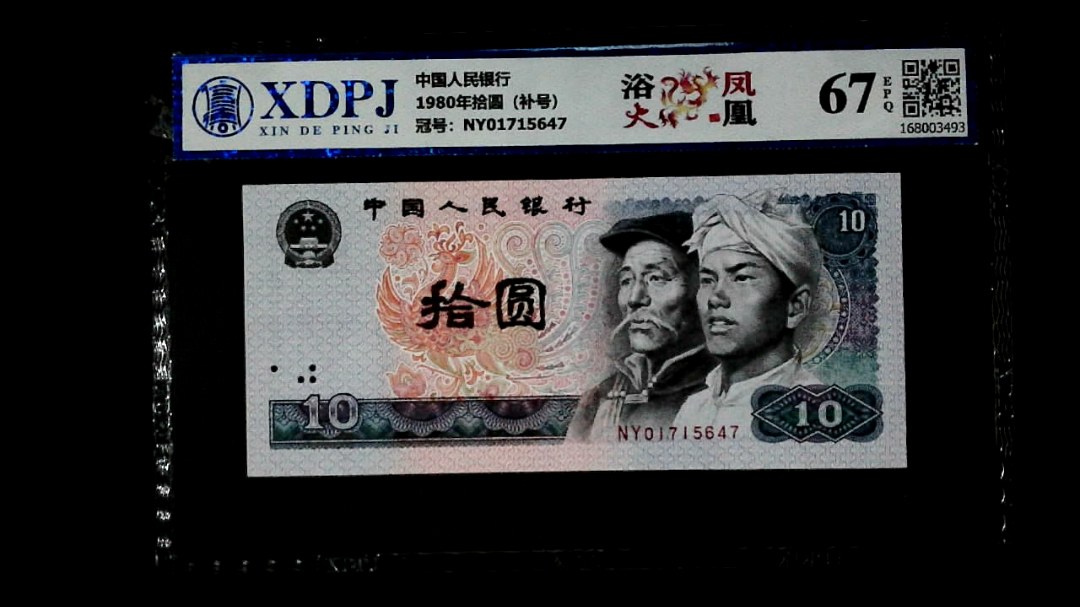 XDPJ
XIN DE PING JI
中国人民银行
1980年拾圆（补号）
冠号：NY01715647
浴火
凤凰
67
EPQ
168003493
中国人民银行
10
拾圆
10
NY01715647
10